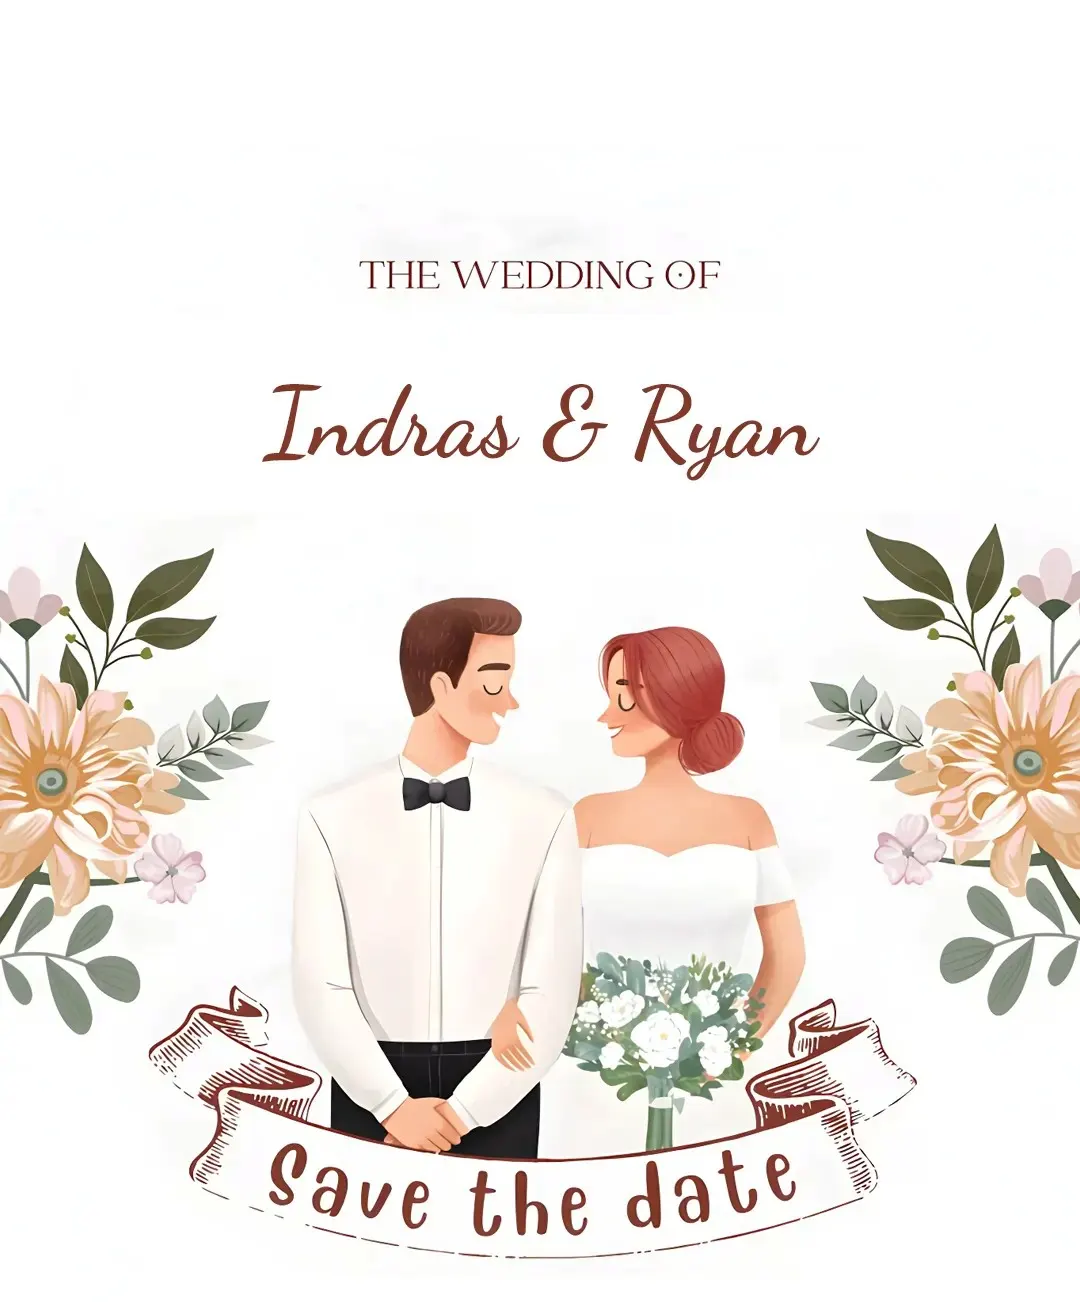 THE WEDDING OF
Indras & Ryan
Save the date